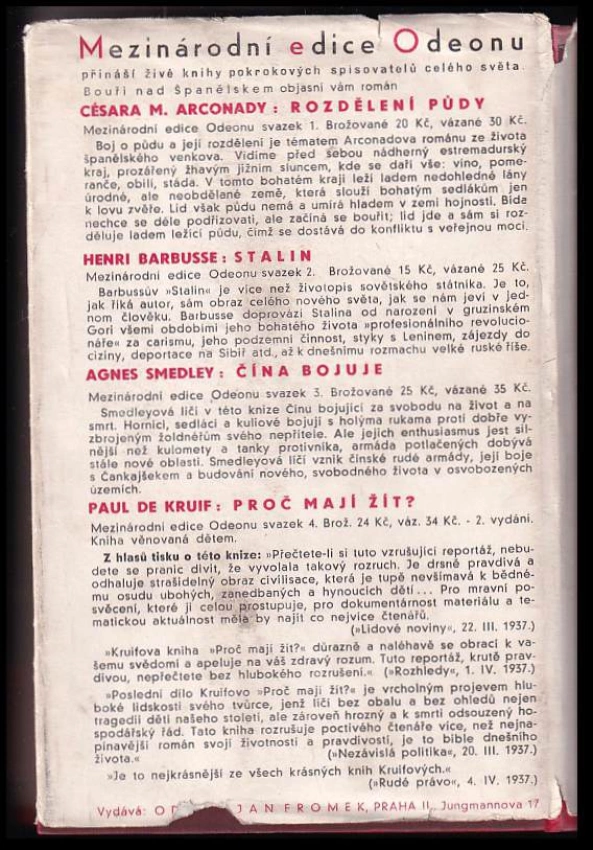 Mezinárodní edice Odeonu
přináší živé knihy pokrokových spisovatelů celého světa.
Bouři nad Španělskem objasní vám román
CÉSARA M. ARCONADY: ROZDĚLENÍ PŮDY
Mezinárodní edice Odeonu svazek 1. Brožované 20 Kč, vázané 30 Kč.
Boj o půdu a její rozdělení je tématem Arconadova románu ze života
španělského venkova. Vidíme před sebou nádherný estremadurský
kraj, prozářený žhavým jižním sluncem, kde se daří vše: víno, pome-
ranče, obilí, stáda. V tomto bohatém kraji leží ladem nedohledné lány
úrodné, ale neobdělané země, která slouží bohatým sedlákům jen
k lovu zvěře. Lid však půdu nemá a umírá hladem v zemi hojnosti. Bída
nechce se déle podřizovati, ale začíná se bouřit; lid jde a sám si roz-
děluje ladem ležící půdu, čímž se dostává do konfliktu s veřejnou mocí.
HENRI BARBUSSE: STALIN
Mezinárodní edice Odeonu svazek 2. Brožované 15 Kč, vázané 25 Kč.
Barbussův »Stalin« je více než životopis sovětského státníka. Je to,
jak říká autor, sám obraz celého nového světa, jak se nám jeví v jed-
nom člověku. Barbusse doprovází Stalina od narození v gruzinském
Gori všemi obdobími jeho bohatého života »profesionálního revolucio-
náře« za carismu, jeho podzemní činnost, styky s Leninem, zájezdy do
ciziny, deportace na Sibiř atd., až k dnešnímu rozmachu velké ruské říše.
AGNES SMEDLEY: ČÍNA BOJUJE
Mezinárodní edice Odeonu svazek 3. Brožované 25 Kč, vázané 35 Kč.
Smedleyová líčí v této knize Čínu bojující za svobodu na život a na
smrt. Horníci, sedláci a kuliové bojují s holýma rukama proti dobře vy-
zbrojeným žoldnéřům svého nepřítele. Ale jejich enthusiasmus jest sil-
nější než kulomety a tanky protivníka, armáda potlačených dobývá
stále nové oblasti. Smedleyová líčí vznik čínské rudé armády, její boje
s Čankajšekem a budování nového, svobodného života v osvobozených
územích.
PAUL DE KRUIF: PROČ MAJÍ ŽÍT?
Mezinárodní edice Odeonu svazek 4. Brož. 24 Kč, váz. 34 Kč. - 2. vydání.
Kniha věnovaná dětem.
Z hlasů tisku o této knize: »Přečtete-li si tuto vzrušující reportáž, nebu-
dete se pranic divit, že vyvolala takový rozruch. Je drsně pravdivá a
odhaluje strašidelný obraz civilisace, která je tupě nevšímavá k bědné-
mu osudu ubohých, zanedbaných a hynoucích dětí... Pro mravní po-
svěcení, které jí celou prostupuje, pro dokumentárnost materiálu a te-
matickou aktuálnost měla by najít co nejvíce čtenářů.
(»Lidové noviny«, 22. III. 1937.)
»Kruifova kniha »Proč mají žít?« důrazně a naléhavě se obrací k va-
šemu svědomí a apeluje na váš zdravý rozum. Tuto reportáž, krutě prav-
divou, nepřečtete bez hlubokého rozrušení.« (»Rozhledy«, 1. IV. 1937.)
»Poslední dílo Kruifovo »Proč mají žít?« je vrcholným projevem hlu-
boké lidskosti svého tvůrce, jenž líčí bez obalu a bez ohledů nejen
tragedii dětí našeho století, ale zároveň hrozný a k smrti odsouzený ho-
spodářský řád. Tato kniha rozrušuje poctivého čtenáře více, než nejna-
pínavější román svojí životností a pravdivostí, je to bible dnešního
života.« (»Nezávislá politika«, 20. III. 1937.)
»Je to nejkrásnější ze všech krásných knih Kruifových.«
(»Rudé právo«, 4. IV. 1937.)
Vydává: O JAN FROMEK, PRAHA II., Jungmannova 17